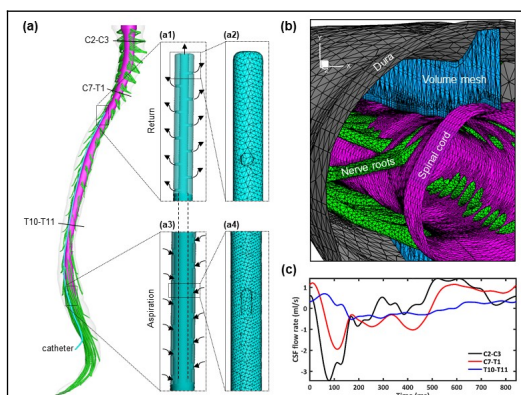 (a)
C2-C3
C7-T1
T10-T11
catheter
(a1)
(a2)
Return
(a3)
(a4)
Aspiration
(b)
Dura
Volume mesh
Spinal cord
Nerve roots
(c)
CSF flow rate (ml/s)
1
0
-1
-2
-3
C2-C3
C7-T1
T10-T11
0 100 200 300 400 500 600 700 800